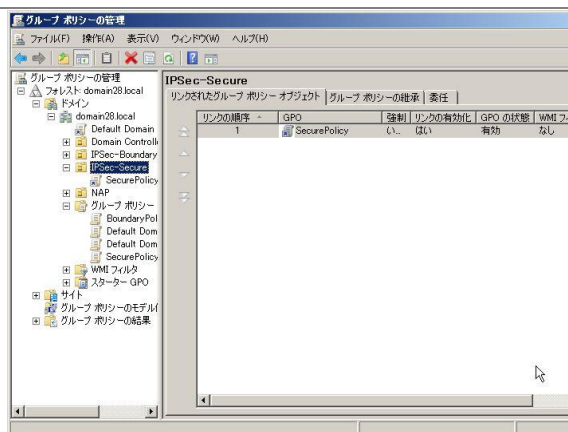 グループ ポリシーの管理
ファイル(F) 操作(A) 表示(V) ウィンドウ(W) ヘルプ(H)
グループ ポリシーの管理
フォレスト: domain28.local
ドメイン
domain28.local
Default Domain
Domain Controll
IPSec-Boundary
IPSec-Secure
SecurePolicy
NAP
グループ ポリシー
BoundaryPol
Default Dom
Default Dom
SecurePolicy
WMI フィルタ
スターター GPO
サイト
グループ ポリシーのモデル
グループ ポリシーの結果
IPSec-Secure
リンクされたグループ ポリシー オブジェクト グループ ポリシーの継承 委任
リンクの順序 GPO 強制 リンクの有効化 GPO の状態 WMI フ
1 SecurePolicy い... はい 有効 なし